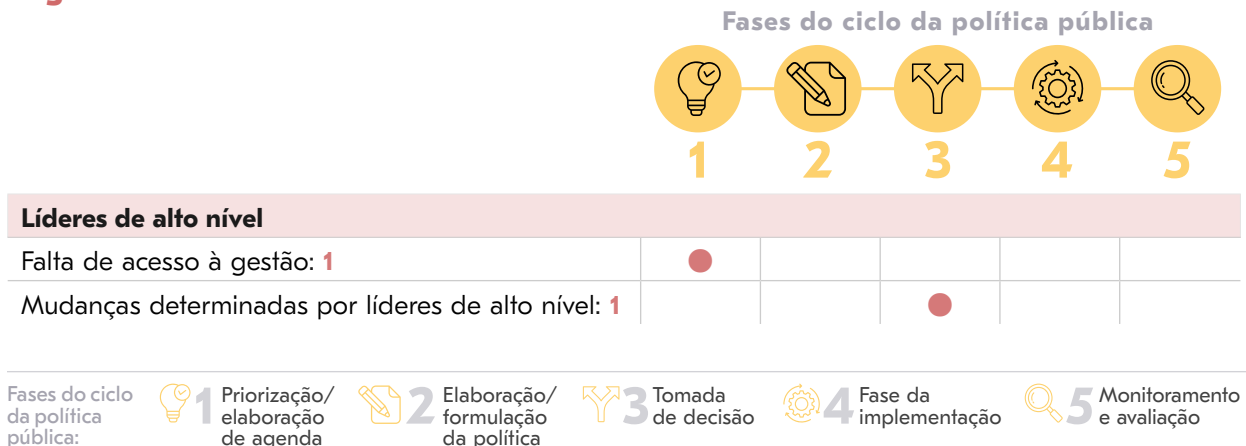 Fases do ciclo da política pública
1 2 3 4 5
Líderes de alto nível
Falta de acesso à gestão: 1
Mudanças determinadas por líderes de alto nível: 1
Fases do ciclo
da política
pública:
1 Priorização/
elaboração
de agenda
2 Elaboração/
formulação
da política
3 Tomada
de decisão
4 Fase da
implementação
5 Monitoramento
e avaliação